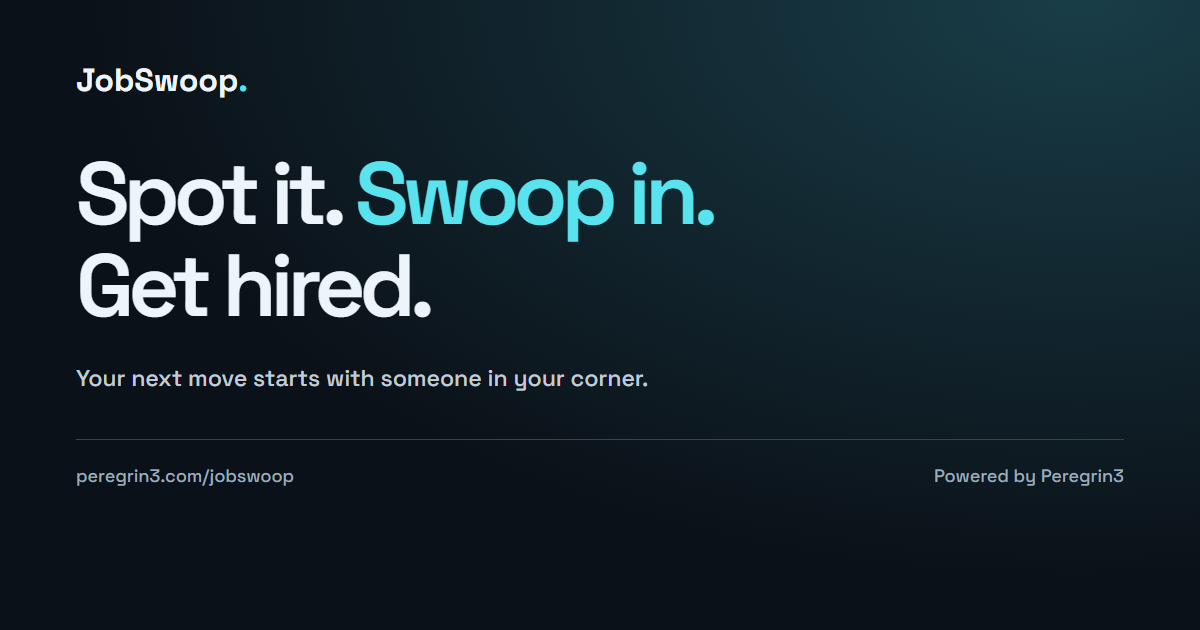 JobSwoop.
Spot it. Swoop in.
Get hired.
Your next move starts with someone in your corner.
peregrin3.com/jobswoop
Powered by Peregrin3